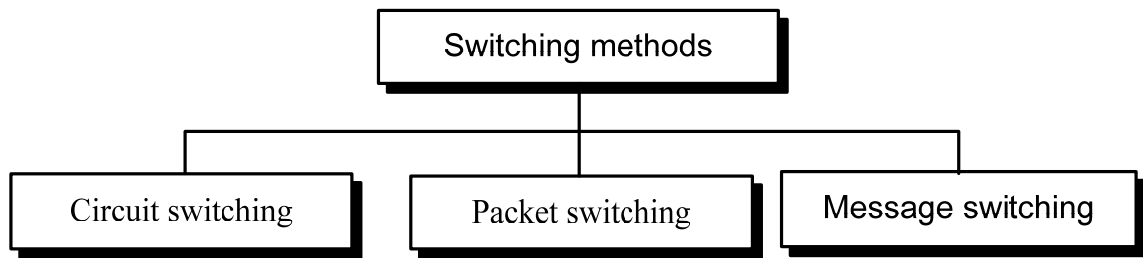 Switching methods
Circuit switching
Packet switching
Message switching